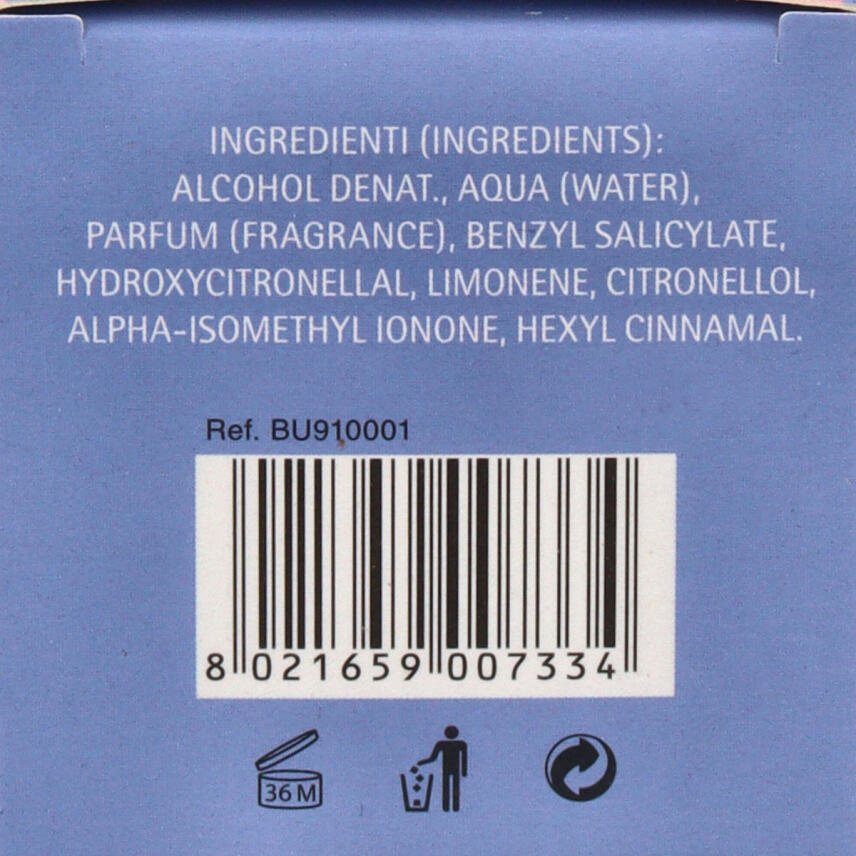 INGREDIENTI (INGREDIENTS):
ALCOHOL DENAT., AQUA (WATER),
PARFUM (FRAGRANCE), BENZYL SALICYLATE,
HYDROXYCITRONELLAL, LIMONENE, CITRONELLOL,
ALPHA-ISOMETHYL IONONE, HEXYL CINNAMAL.
Ref. BU910001
8 021659 007334
36 M